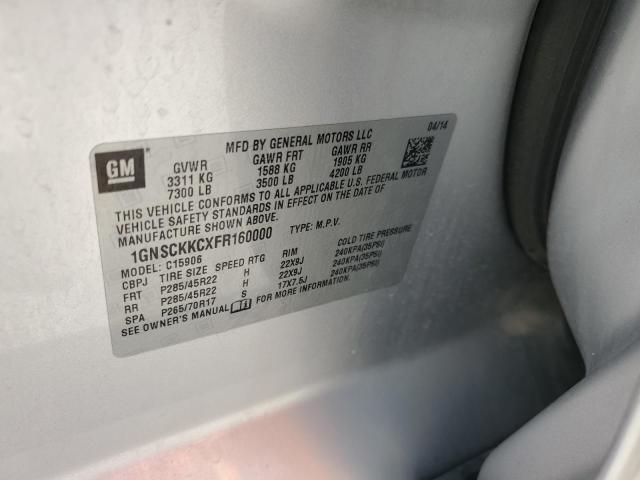 GM
04/14
MFD BY GENERAL MOTORS LLC
GVWR GAWR FRT GAWR RR
3311 KG 1588 KG 1905 KG
7300 LB 3500 LB 4200 LB
THIS VEHICLE CONFORMS TO ALL APPLICABLE U.S. FEDERAL MOTOR
VEHICLE SAFETY STANDARDS IN EFFECT ON THE DATE OF
MANUFACTURE SHOWN ABOVE.
1GNSCKKCXFR160000 TYPE: M.P.V.
MODEL: C15906
CBPJ TIRE SIZE SPEED RTG RIM COLD TIRE PRESSURE
FRT P285/45R22 H 22X9J 240KPA(35PSI)
RR P285/45R22 H 22X9J 240KPA(35PSI)
SPA P265/70R17 S 17X7.5J 240KPA(35PSI)
SEE OWNER'S MANUAL FOR MORE INFORMATION.